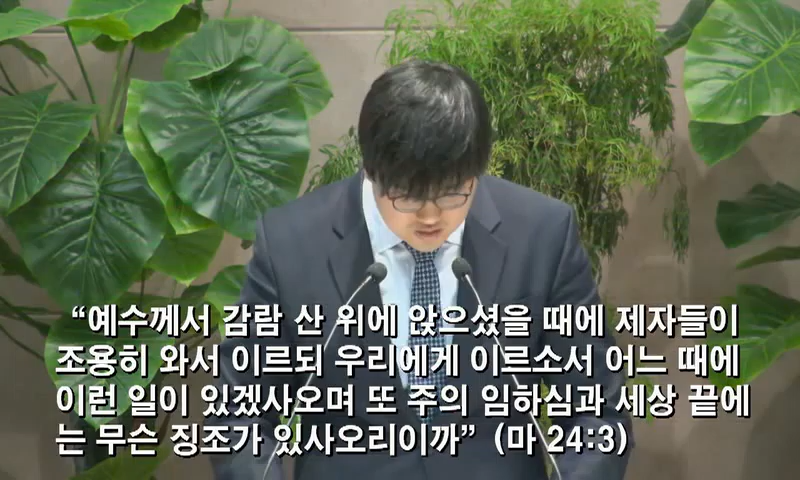 “예수께서 감람 산 위에 앉으셨을 때에 제자들이
조용히 와서 이르되 우리에게 이르소서 어느 때에
이런 일이 있겠사오며 또 주의 임하심과 세상 끝에
는 무슨 징조가 있사오리이까” (마 24:3)